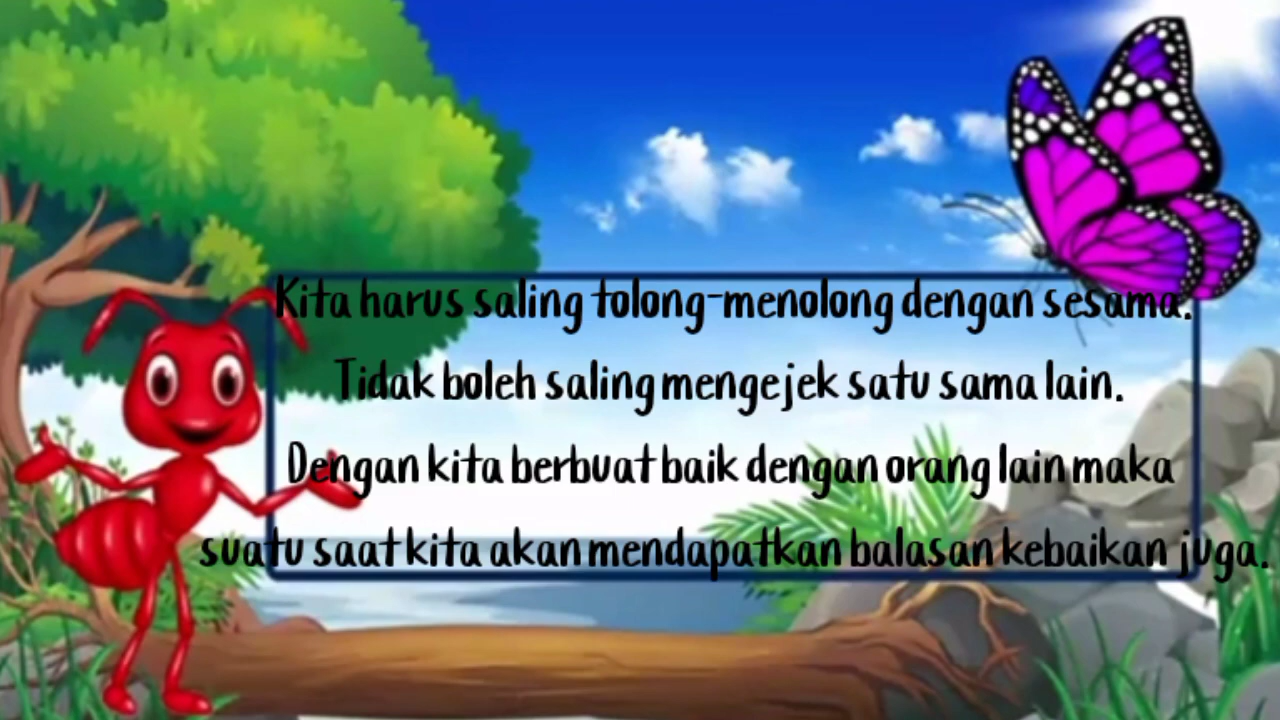 Kita harus saling tolong-menolong dengan sesama.
Tidak boleh saling mengejek satu sama lain.
Dengan kita berbuat baik dengan orang lain maka
suatu saat kita akan mendapatkan balasan kebaikan juga.